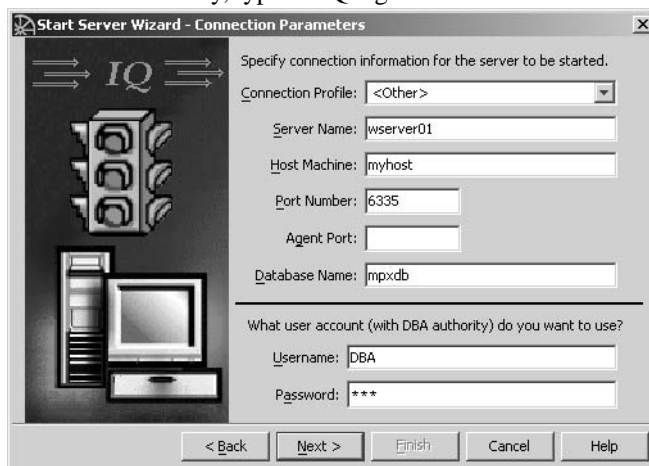 Start Server Wizard - Connection Parameters
IQ
Specify connection information for the server to be started.
Connection Profile: <Other>
Server Name: wserver01
Host Machine: myhost
Port Number: 6335
Agent Port:
Database Name: mpxdb
What user account (with DBA authority) do you want to use?
Username: DBA
Password: ***
< Back Next > Finish Cancel Help